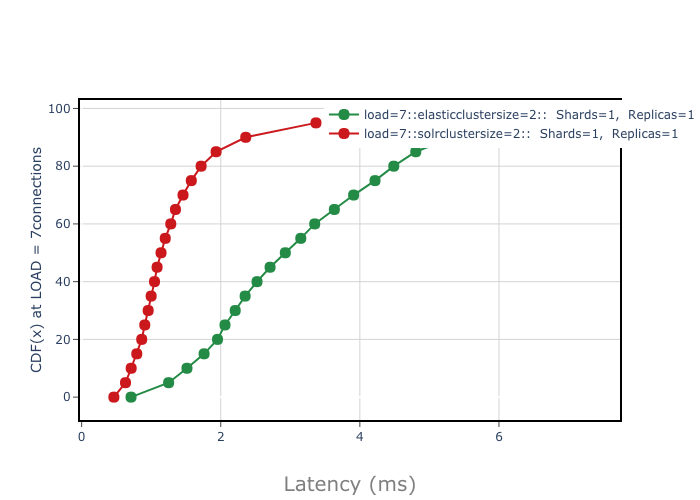 load=7::elasticclustersize=2:: Shards=1, Replicas=1
load=7::solrclustersize=2:: Shards=1, Replicas=1
100
80
60
40
20
0
CDF(x) at LOAD = 7connections
0 2 4 6
Latency (ms)